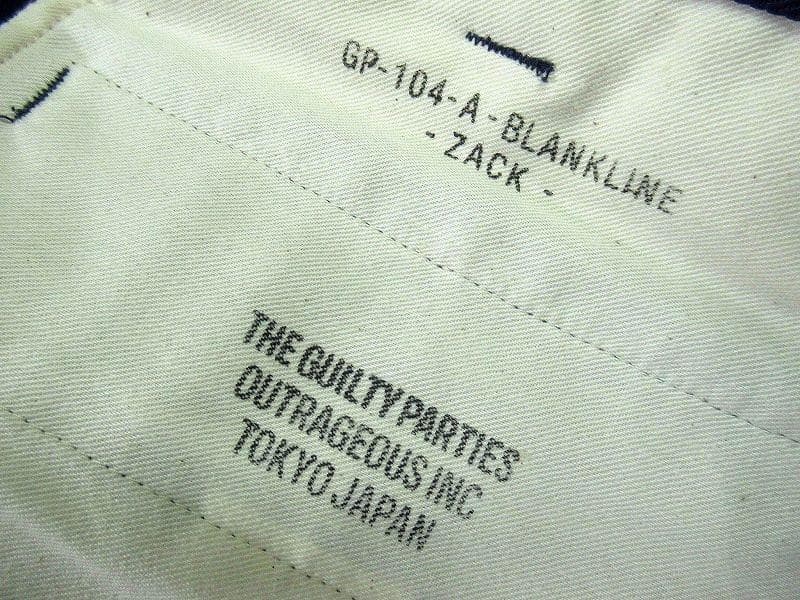 GP-104-A-BLANKLINE
- ZACK -
THE GUILTY PARTIES
OUTRAGEOUS INC
TOKYO JAPAN